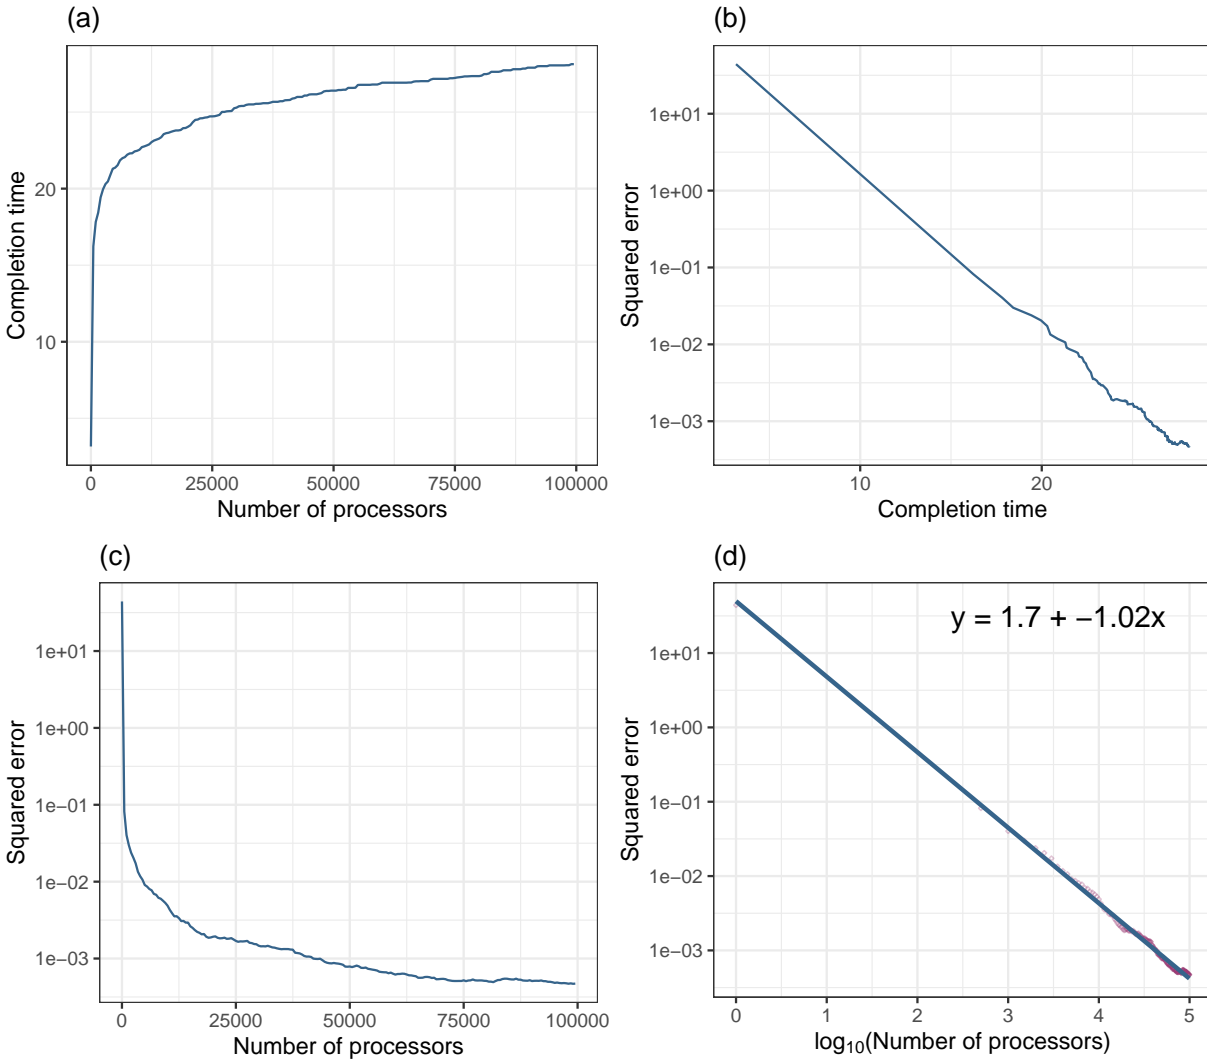 (a)
Completion time
20
10
0
25000
50000
75000
100000
Number of processors
(b)
Squared error
1e+01
1e+00
1e−01
1e−02
1e−03
10
20
Completion time
(c)
Squared error
1e+01
1e+00
1e−01
1e−02
1e−03
0
25000
50000
75000
100000
Number of processors
(d)
y = 1.7 + −1.02x
Squared error
1e+01
1e+00
1e−01
1e−02
1e−03
0
1
2
3
4
5
log₁₀(Number of processors)